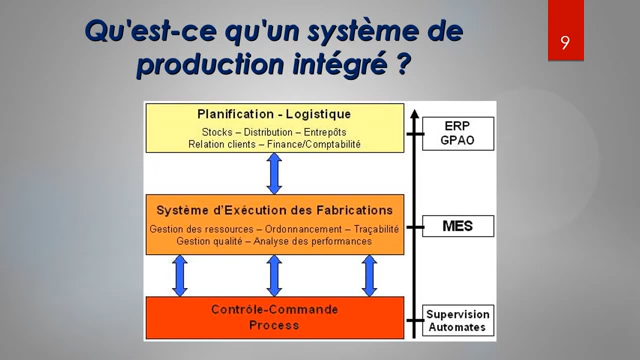 Qu'est-ce qu'un système de
production intégré ?
9
Planification - Logistique
Stocks – Distribution – Entrepôts
Relation clients – Finance/Comptabilité
ERP
GPAO
Système d'Exécution des Fabrications
Gestion des ressources – Ordonnancement – Traçabilité
Gestion qualité – Analyse des performances
MES
Contrôle-Commande
Process
Supervision
Automates